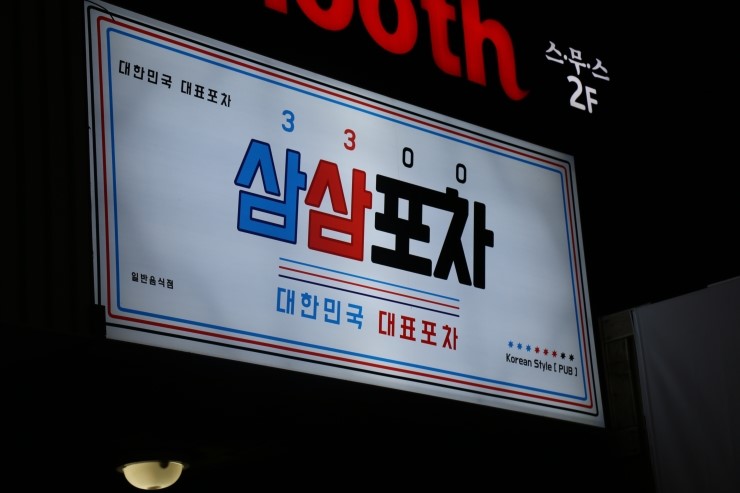 ooth
스·무·스
2F
대한민국 대표포차
3 3 0 0
삼삼포차
대한민국 대표포차
일반음식점
Korean Style [ PUB ]